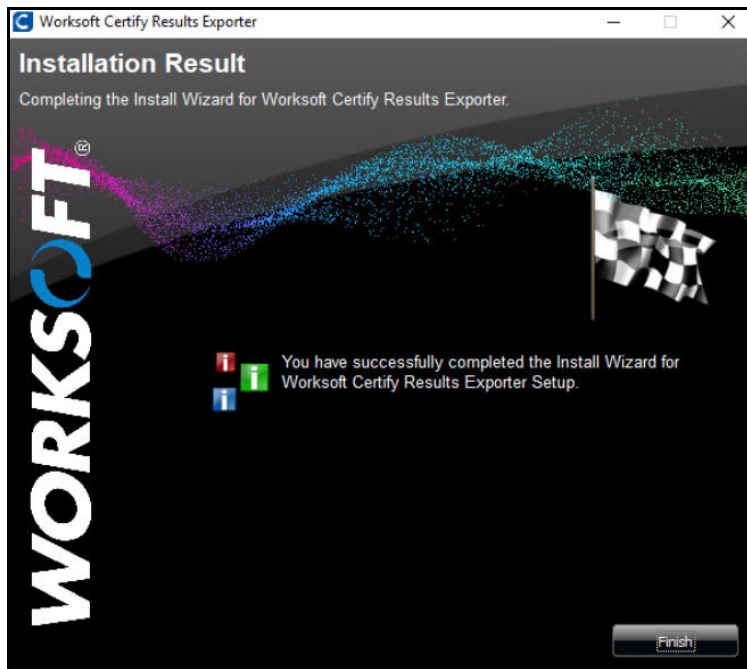 Worksoft Certify Results Exporter
Installation Result
Completing the Install Wizard for Worksoft Certify Results Exporter.
WORKSOFT®
You have successfully completed the Install Wizard for
Worksoft Certify Results Exporter Setup.
Finish